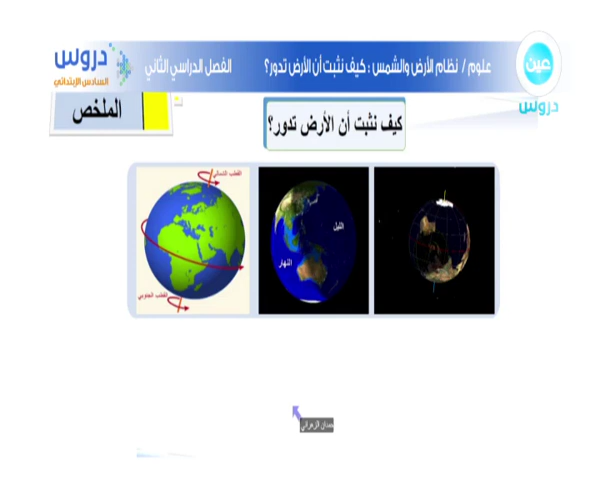 دروس
السادس الإبتدائي
علوم / نظام الأرض والشمس : كيف نثبت أن الأرض تدور؟
الفصل الدراسي الثاني
عين
دروس
الملخص
كيف نثبت أن الأرض تدور؟
القطب الشمالي
الليل
النهار
القطب الجنوبي
حمدان الزهراني